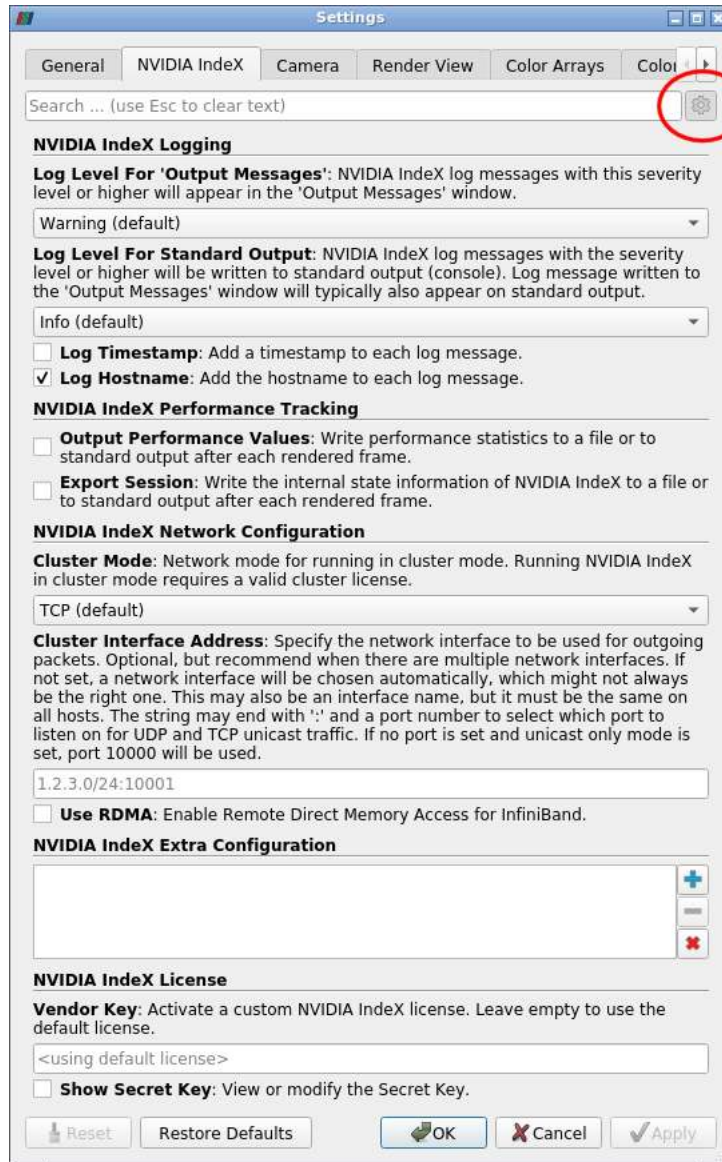 Settings
General NVIDIA IndeX Camera Render View Color Arrays Color
Search ... (use Esc to clear text)
NVIDIA IndeX Logging
Log Level For 'Output Messages': NVIDIA IndeX log messages with this severity
level or higher will appear in the 'Output Messages' window.
Warning (default)
Log Level For Standard Output: NVIDIA IndeX log messages with the severity
level or higher will be written to standard output (console). Log message written to
the 'Output Messages' window will typically also appear on standard output.
Info (default)
Log Timestamp: Add a timestamp to each log message.
Log Hostname: Add the hostname to each log message.
NVIDIA IndeX Performance Tracking
Output Performance Values: Write performance statistics to a file or to
standard output after each rendered frame.
Export Session: Write the internal state information of NVIDIA IndeX to a file or
to standard output after each rendered frame.
NVIDIA IndeX Network Configuration
Cluster Mode: Network mode for running in cluster mode. Running NVIDIA IndeX
in cluster mode requires a valid cluster license.
TCP (default)
Cluster Interface Address: Specify the network interface to be used for outgoing
packets. Optional, but recommend when there are multiple network interfaces. If
not set, a network interface will be chosen automatically, which might not always
be the right one. This may also be an interface name, but it must be the same on
all hosts. The string may end with ':' and a port number to select which port to
listen on for UDP and TCP unicast traffic. If no port is set and unicast only mode is
set, port 10000 will be used.
1.2.3.0/24:10001
Use RDMA: Enable Remote Direct Memory Access for InfiniBand.
NVIDIA IndeX Extra Configuration
NVIDIA IndeX License
Vendor Key: Activate a custom NVIDIA IndeX license. Leave empty to use the
default license.
<using default license>
Show Secret Key: View or modify the Secret Key.
Reset Restore Defaults OK Cancel Apply